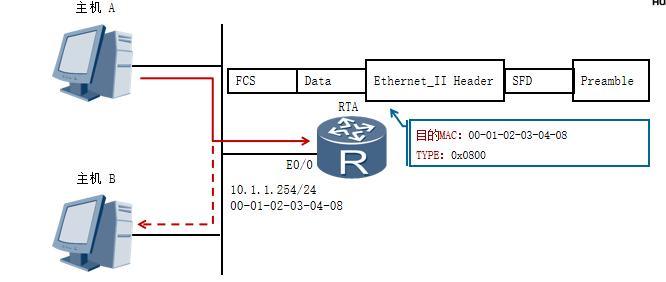 主机 A
FCS
Data
Ethernet_II Header
SFD
Preamble
RTA
R
目的MAC: 00-01-02-03-04-08
TYPE: 0x0800
E0/0
10.1.1.254/24
00-01-02-03-04-08
主机 B